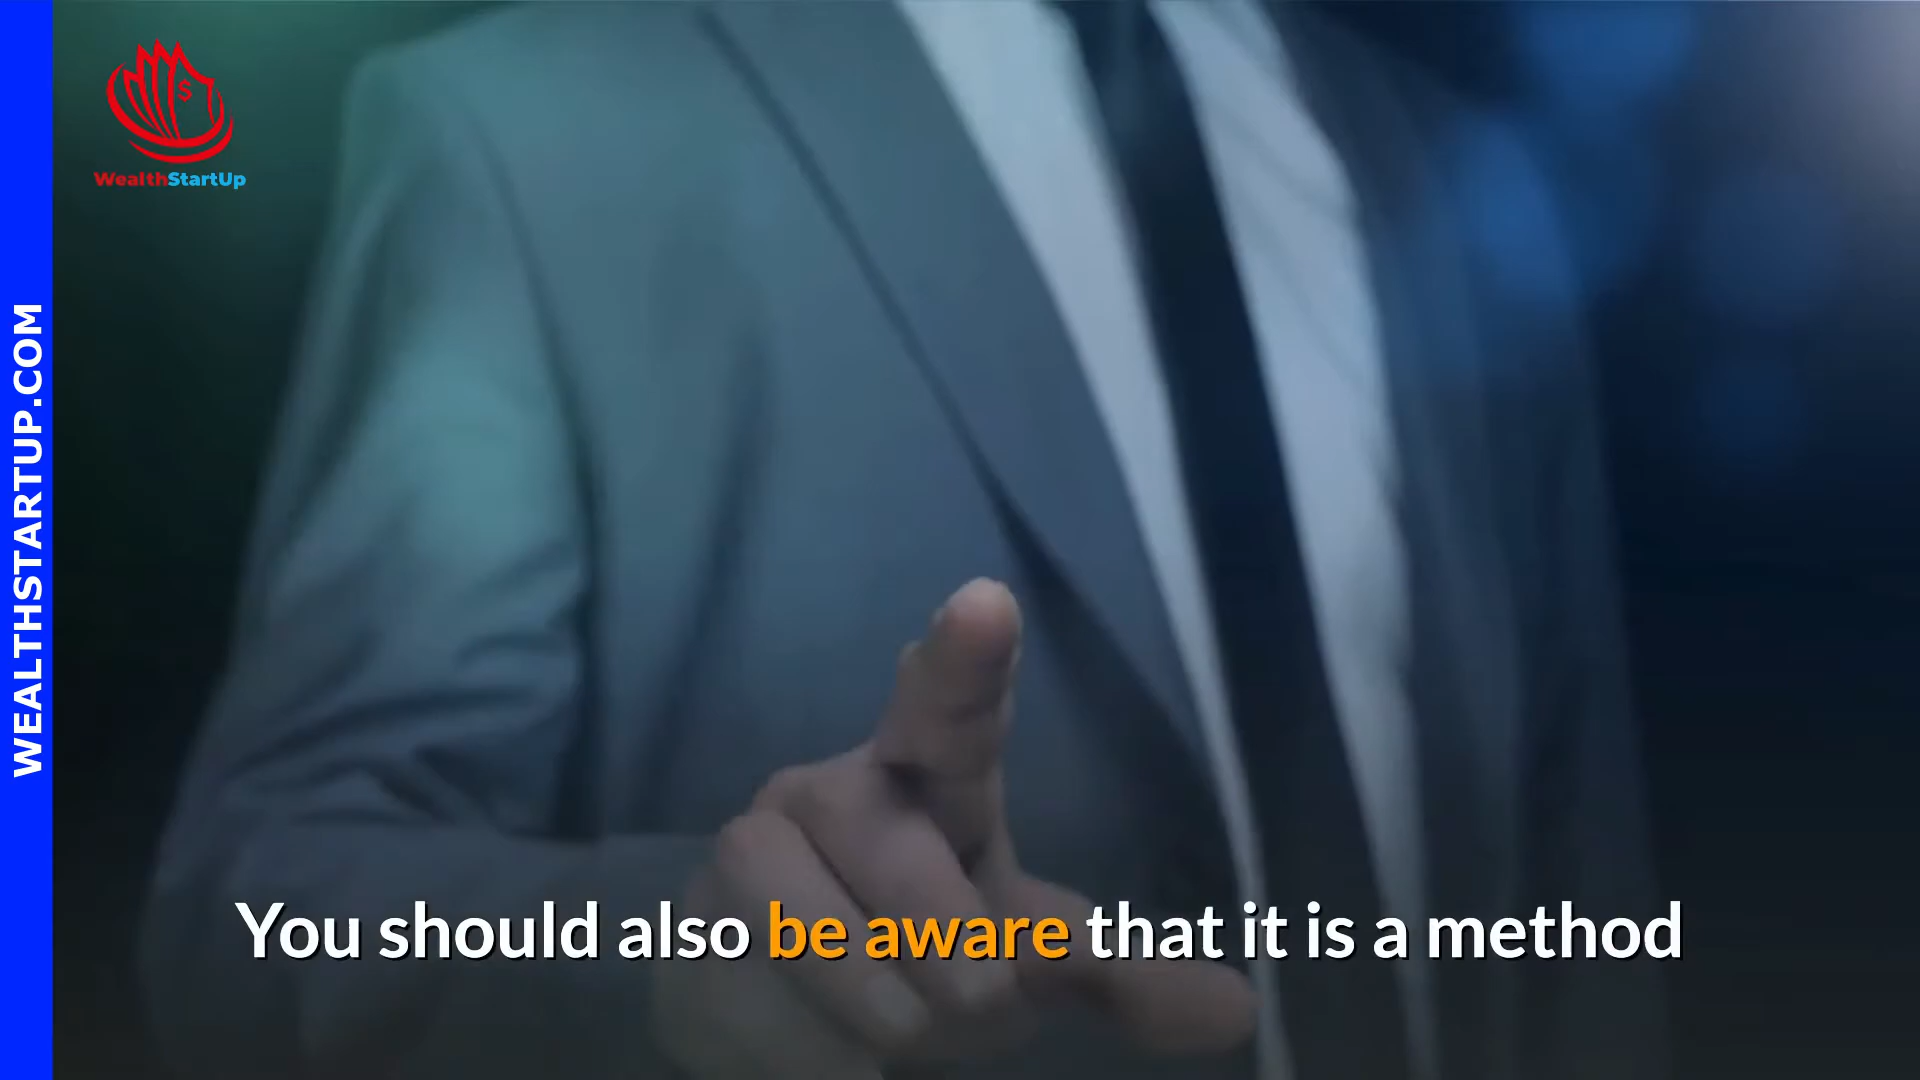 $
WealthStartUp
WEALTHSTARTUP.COM
You should also be aware that it is a method